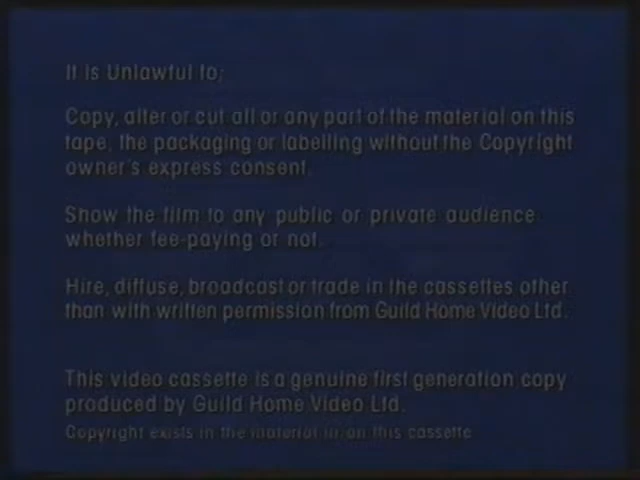 It is Unlawful to;
Copy, alter or cut all or any part of the material on this
tape, the packaging or labelling without the Copyright
owner's express consent.
Show the film to any public or private audience
whether fee-paying or not.
Hire, diffuse, broadcast or trade in the cassettes other
than with written permission from Guild Home Video Ltd.
This video cassette is a genuine first generation copy
produced by Guild Home Video Ltd.
Copyright exists in the material in/on this cassette